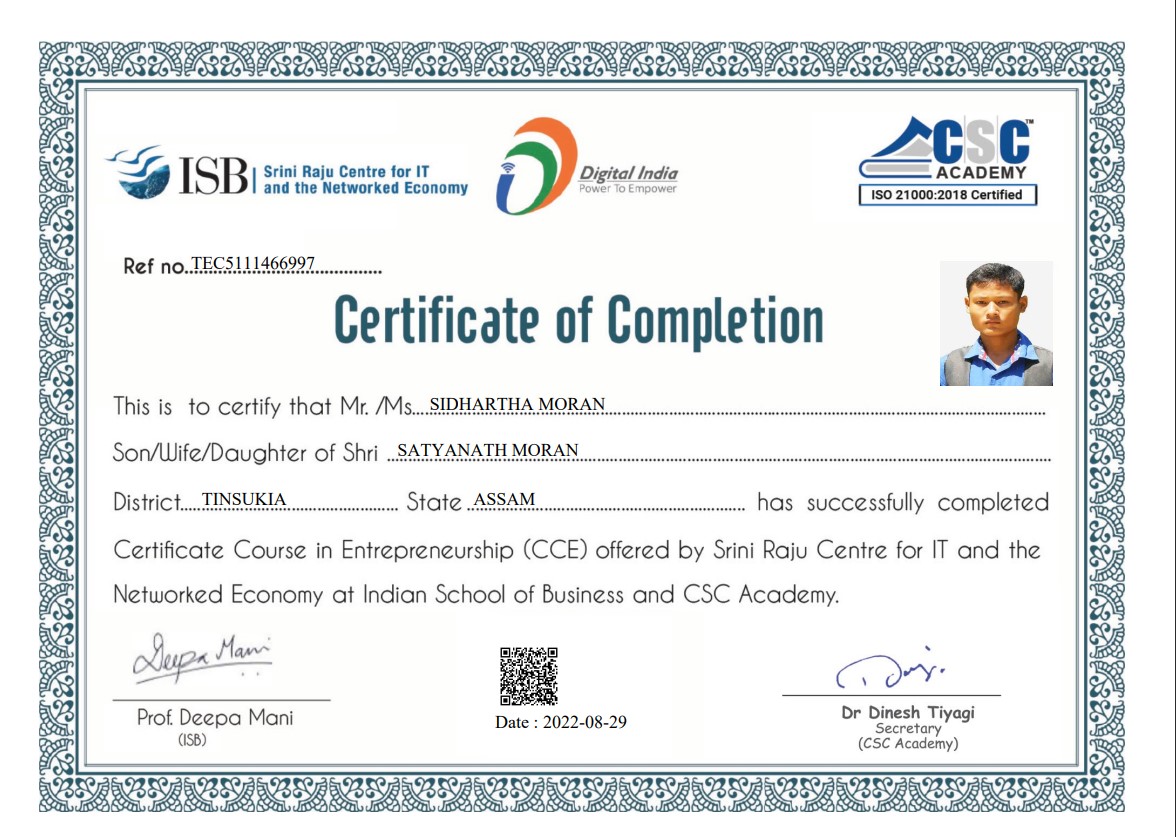 ISB Srini Raju Centre for IT
and the Networked Economy
Digital India
Power To Empower
CSC™
ACADEMY
ISO 21000:2018 Certified
Ref no..TEC5111466997................
Certificate of Completion
This is to certify that Mr. /Ms... SIDHARTHA MORAN
Son/Wife/Daughter of Shri ..SATYANATH MORAN
District..... TINSUKIA State ..ASSAM has successfully completed
Certificate Course in Entrepreneurship (CCE) offered by Srini Raju Centre for IT and the
Networked Economy at Indian School of Business and CSC Academy.
Deepa Mani
Prof. Deepa Mani
(ISB)
Date : 2022-08-29
Dr Dinesh Tiyagi
Secretary
(CSC Academy)